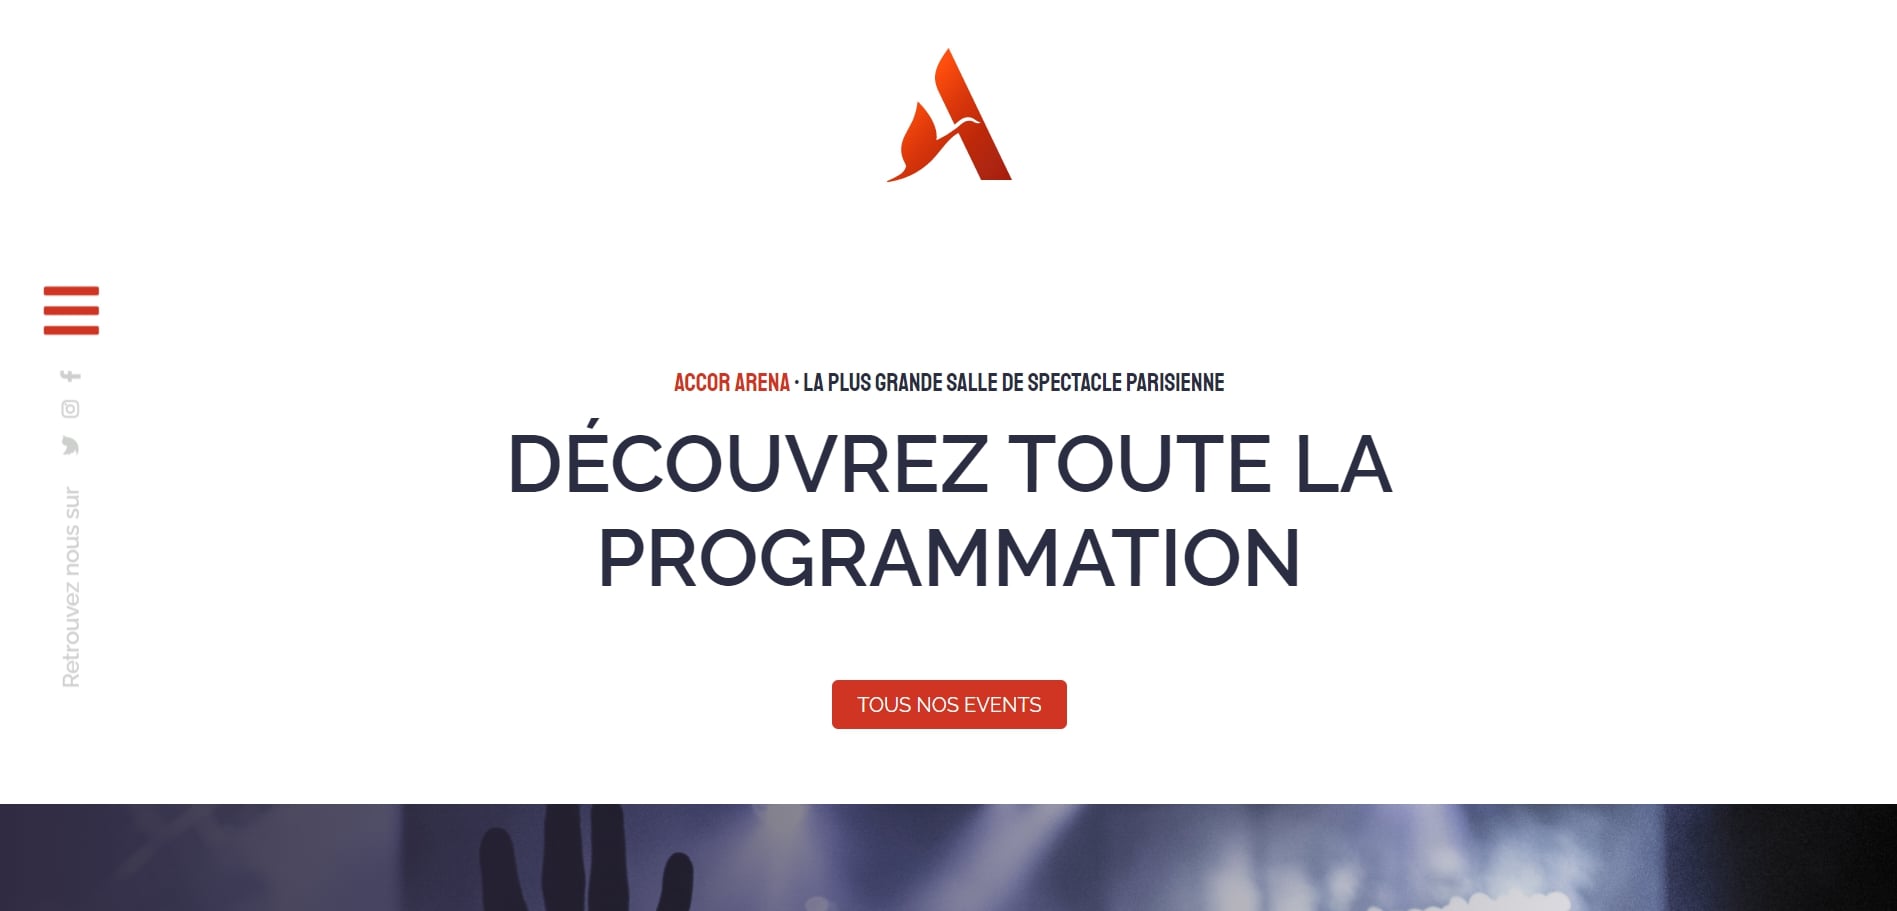 ACCOR ARENA · LA PLUS GRANDE SALLE DE SPECTACLE PARISIENNE
DÉCOUVREZ TOUTE LA
PROGRAMMATION
TOUS NOS EVENTS
Retrouvez nous sur